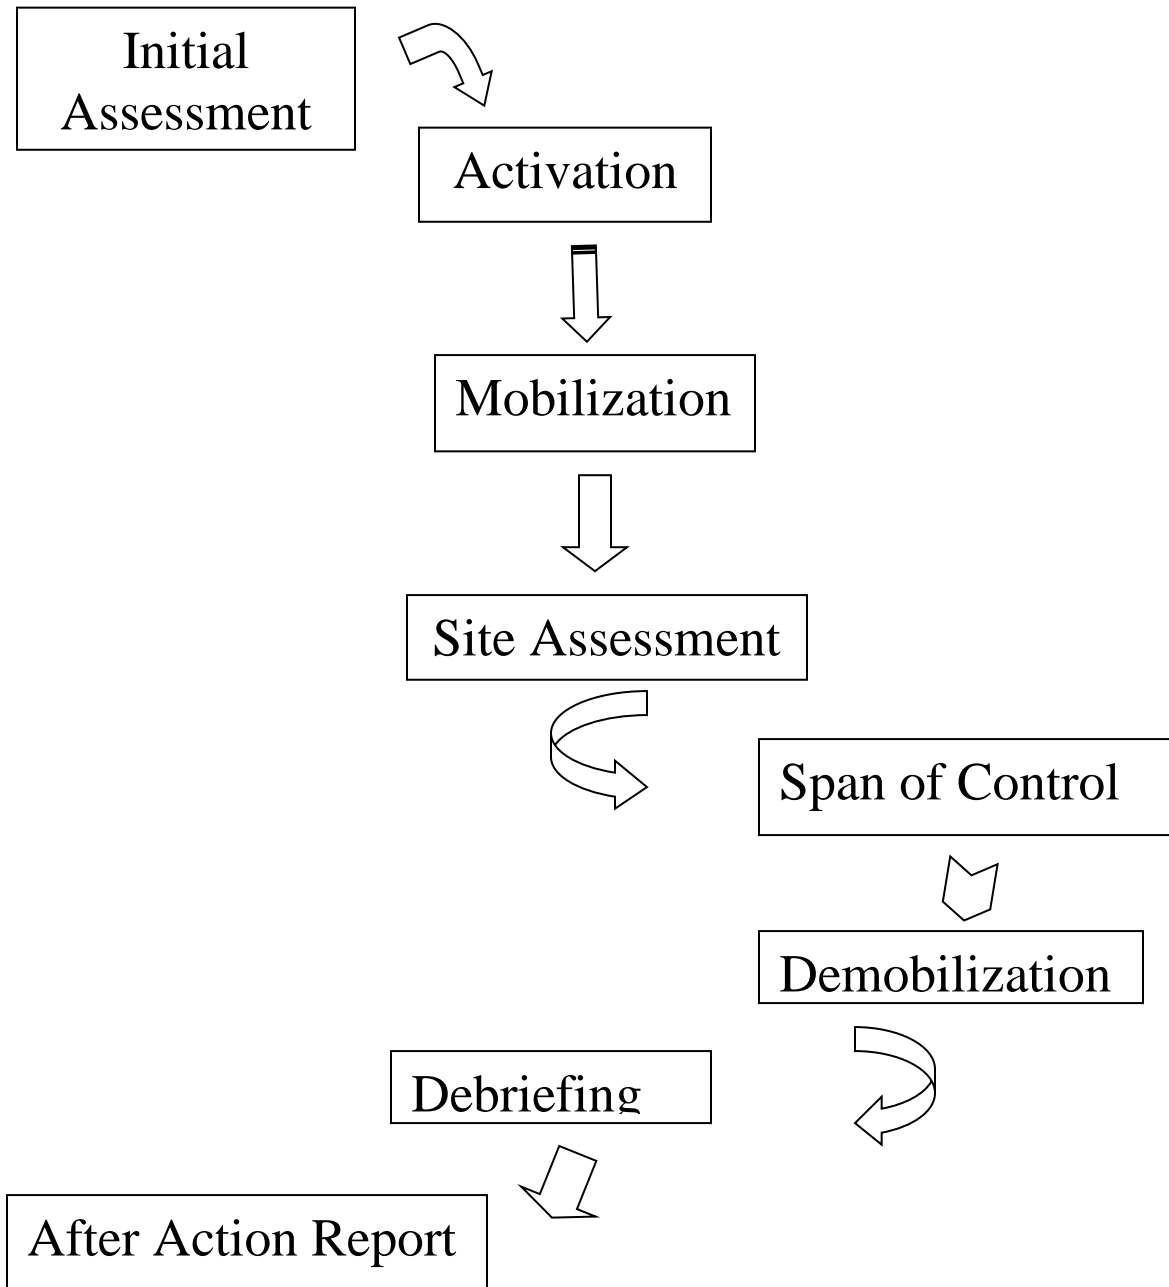 Initial
Assessment
Activation
Mobilization
Site Assessment
Span of Control
Demobilization
Debriefing
After Action Report